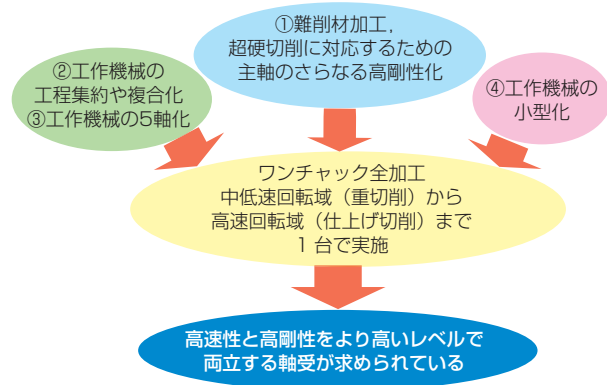 ①難削材加工,
超硬切削に対応するための
主軸のさらなる高剛性化
②工作機械の
工程集約や複合化
③工作機械の5軸化
④工作機械の
小型化
ワンチャック全加工
中低速回転域（重切削）から
高速回転域（仕上げ切削）まで
1台で実施
高速性と高剛性をより高いレベルで
両立する軸受が求められている